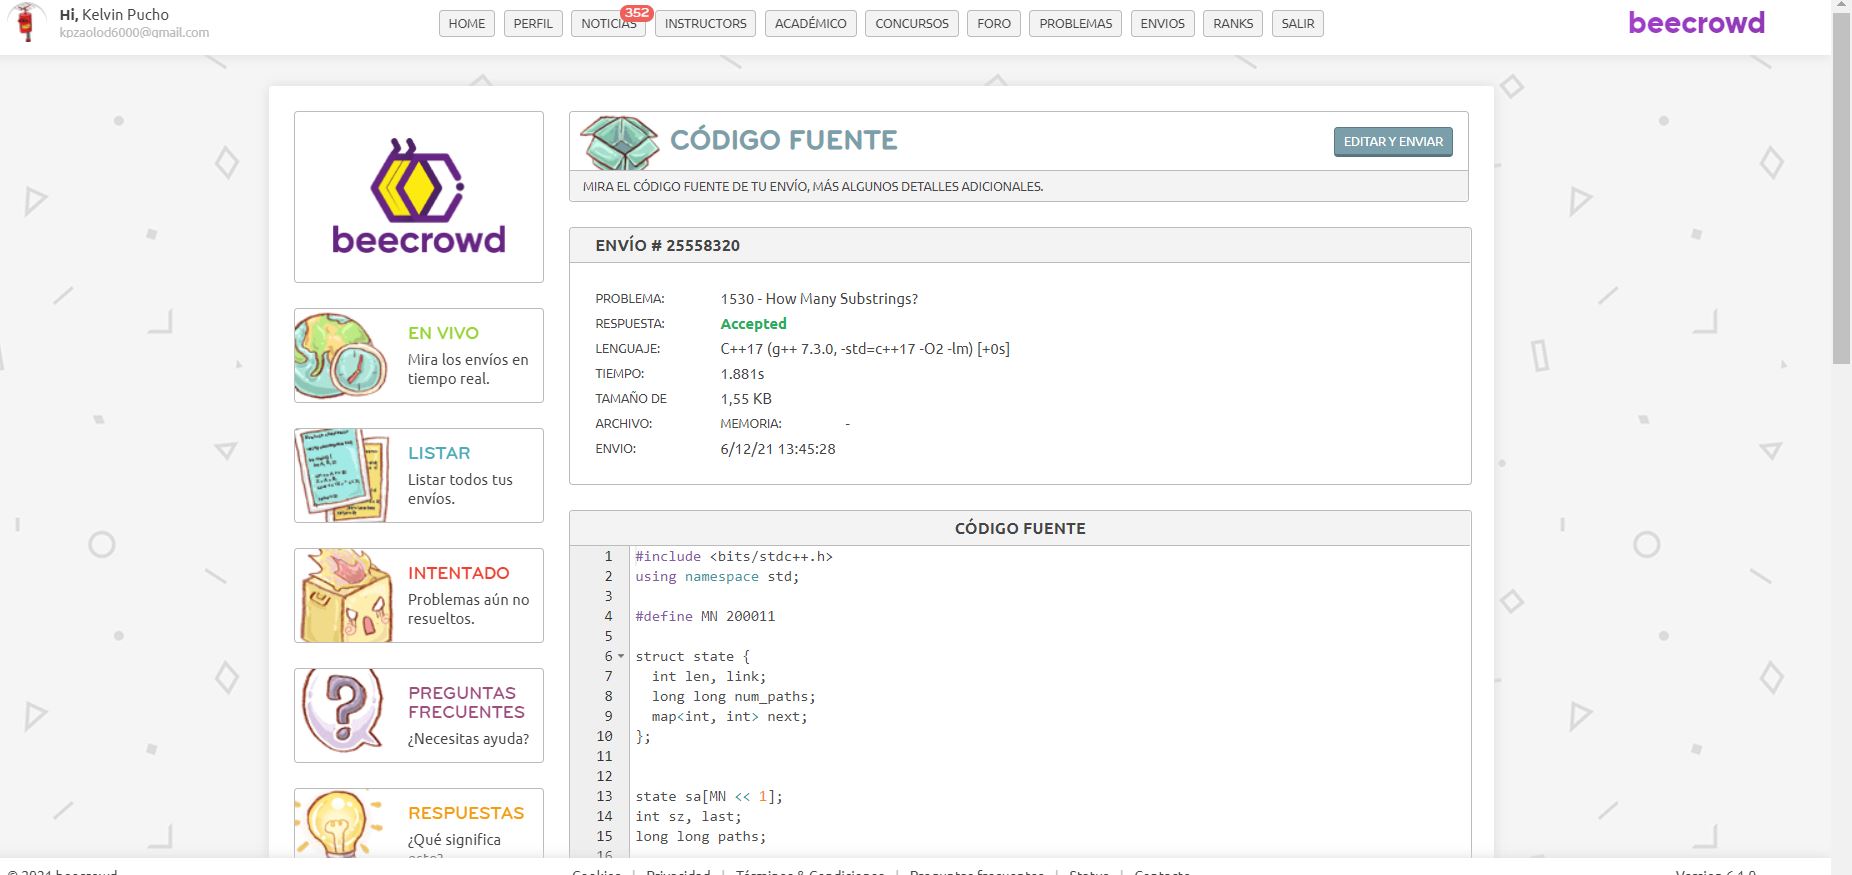 Hi, Kelvin Pucho
kpzaolod6000@gmail.com
HOME
PERFIL
NOTICIAS
352
INSTRUCTORS
ACADÉMICO
CONCURSOS
FORO
PROBLEMAS
ENVIOS
RANKS
SALIR
beecrowd
beecrowd
EN VIVO
Mira los envíos en
tiempo real.
LISTAR
Listar todos tus
envíos.
INTENTADO
Problemas aún no
resueltos.
PREGUNTAS
FRECUENTES
¿Necesitas ayuda?
RESPUESTAS
¿Qué significa
CÓDIGO FUENTE
EDITAR Y ENVIAR
MIRA EL CÓDIGO FUENTE DE TU ENVÍO, MÁS ALGUNOS DETALLES ADICIONALES.
ENVÍO # 25558320
PROBLEMA: 1530 - How Many Substrings?
RESPUESTA: Accepted
LENGUAJE: C++17 (g++ 7.3.0, -std=c++17 -O2 -lm) [+0s]
TIEMPO: 1.881s
TAMAÑO DE 1,55 KB
ARCHIVO: MEMORIA: -
ENVIO: 6/12/21 13:45:28
CÓDIGO FUENTE
1 #include <bits/stdc++.h>
2 using namespace std;
3
4 #define MN 200011
5
6 struct state {
7 int len, link;
8 long long num_paths;
9 map<int, int> next;
10 };
11
12
13 state sa[MN << 1];
14 int sz, last;
15 long long paths;
16
© 2021 beecrowd
Cookies | Privacidad | Términos & Condiciones | Preguntas frecuentes | Status | Contacto